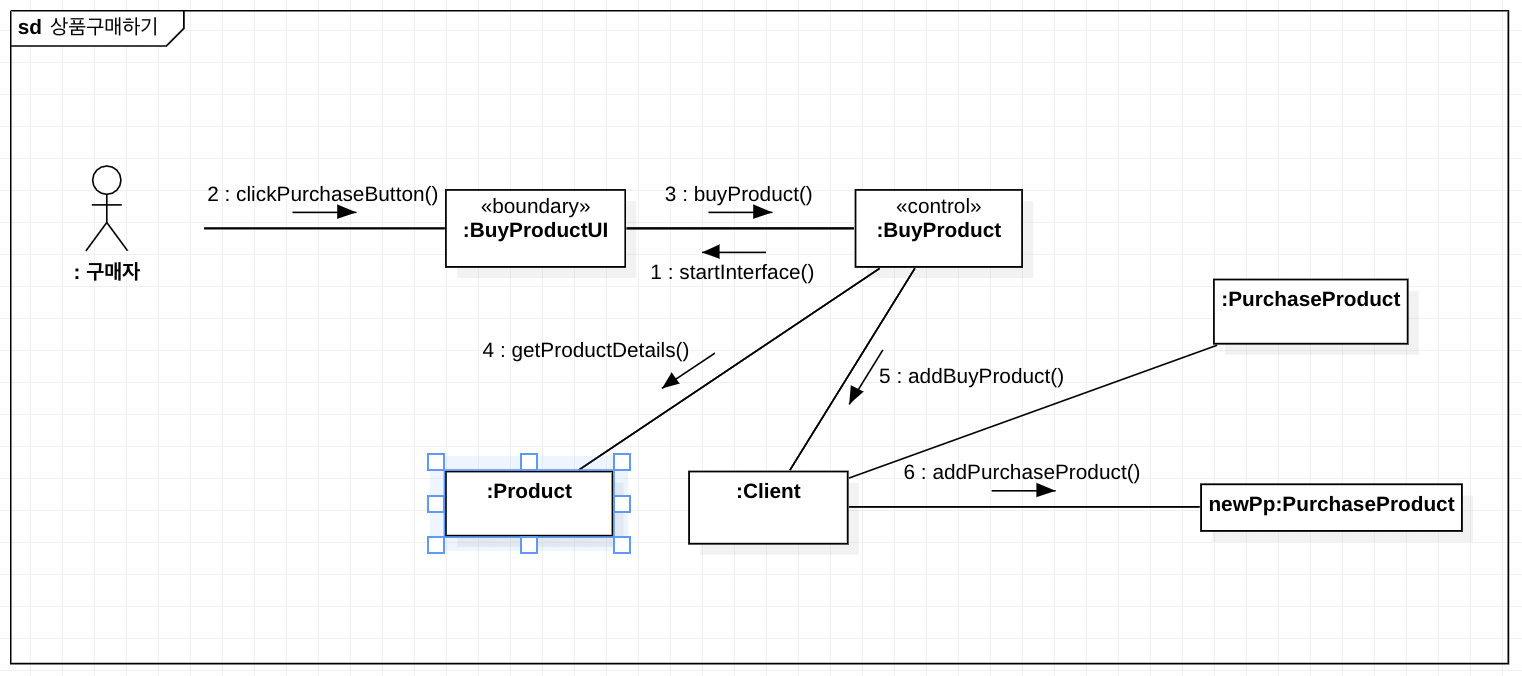 sd 상품구매하기
2 : clickPurchaseButton()
«boundary»
:BuyProductUI
3 : buyProduct()
«control»
:BuyProduct
: 구매자
1 : startInterface()
:PurchaseProduct
4 : getProductDetails()
5 : addBuyProduct()
6 : addPurchaseProduct()
:Product
:Client
newPp:PurchaseProduct